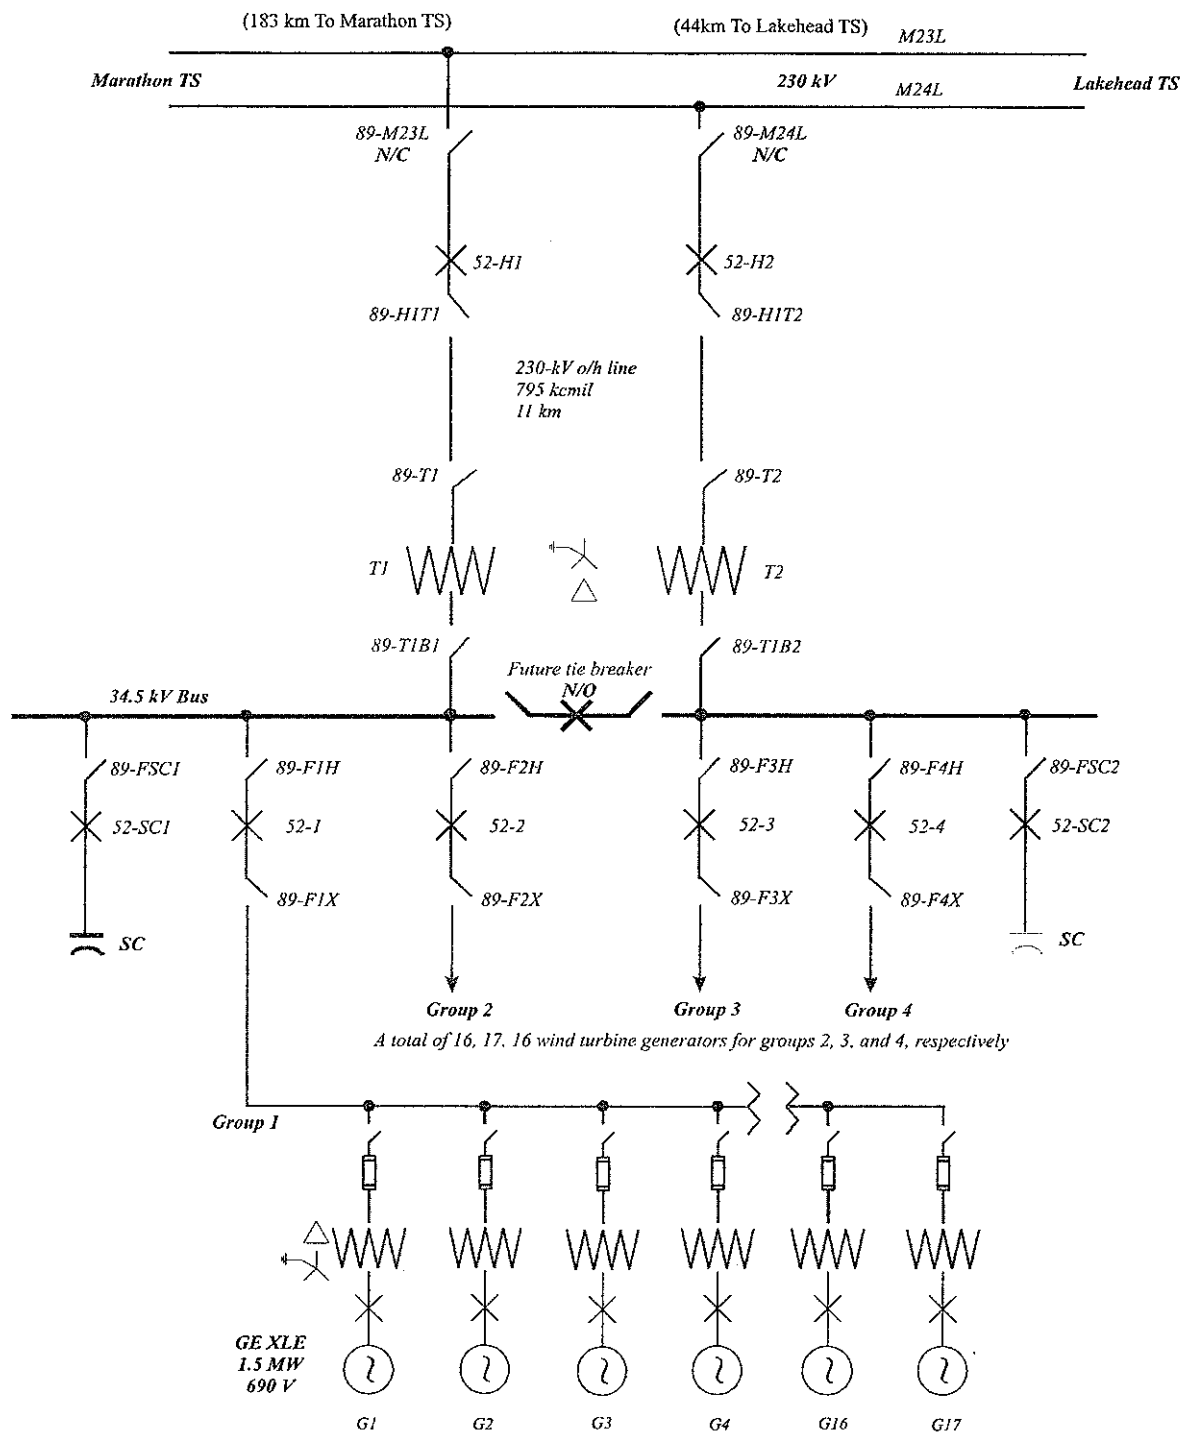 (183 km To Marathon TS)
(44km To Lakehead TS)
M23L
Marathon TS
230 kV
M24L
Lakehead TS
89-M23L
N/C
89-M24L
N/C
52-H1
52-H2
89-H1T1
89-H1T2
230-kV o/h line
795 kcmil
11 km
89-T1
89-T2
T1
T2
89-T1B1
89-T1B2
Future tie breaker
N/O
34.5 kV Bus
89-FSC1
89-F1H
89-F2H
89-F3H
89-F4H
89-FSC2
52-SC1
52-1
52-2
52-3
52-4
52-SC2
89-F1X
89-F2X
89-F3X
89-F4X
SC
SC
Group 2
Group 3
Group 4
A total of 16, 17, 16 wind turbine generators for groups 2, 3, and 4, respectively
Group 1
GE XLE
1.5 MW
690 V
G1
G2
G3
G4
G16
G17